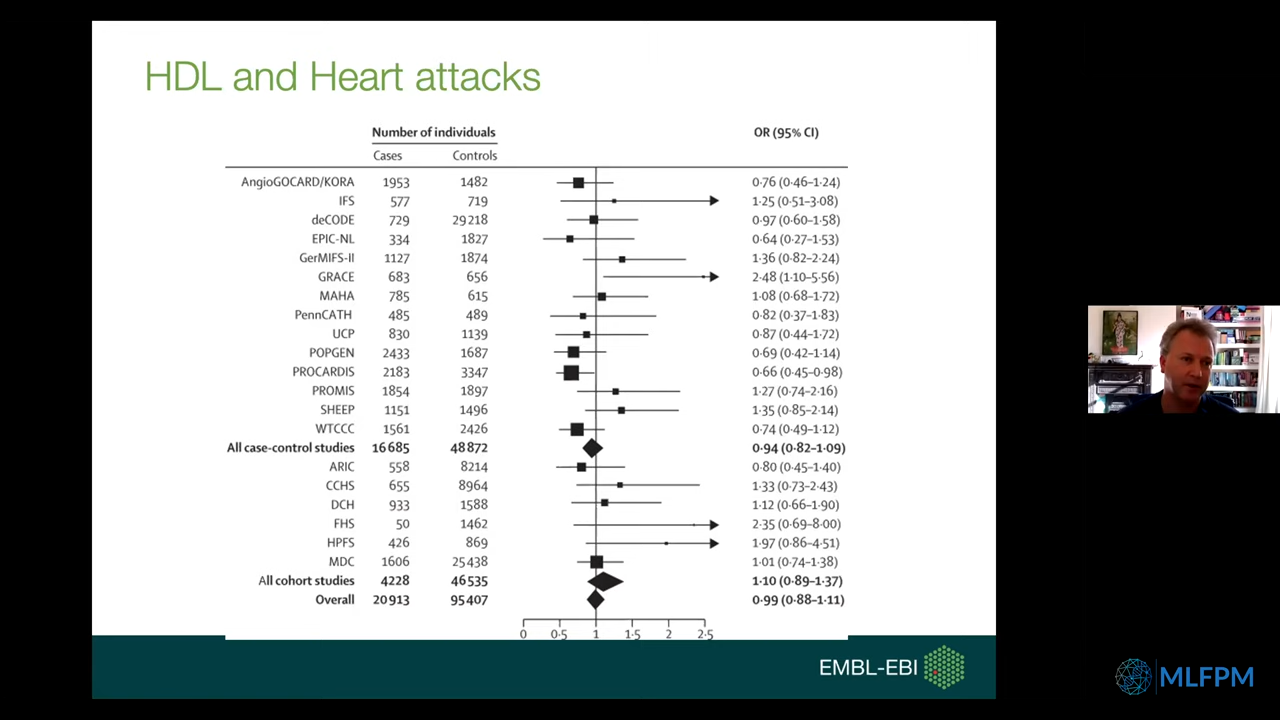 HDL and Heart attacks
Number of individuals OR (95% CI)
Cases Controls
AngioGOCARD/KORA 1953 1482 0·76 (0·46–1·24)
IFS 577 719 1·25 (0·51–3·08)
deCODE 729 29 218 0·97 (0·60–1·58)
EPIC-NL 334 1827 0·64 (0·27–1·53)
GerMIFS-II 1127 1874 1·36 (0·82–2·24)
GRACE 683 656 2·48 (1·10–5·56)
MAHA 785 615 1·08 (0·68–1·72)
PennCATH 485 489 0·82 (0·37–1·83)
UCP 830 1139 0·87 (0·44–1·72)
POPGEN 2433 1687 0·69 (0·42–1·14)
PROCARDIS 2183 3347 0·66 (0·45–0·98)
PROMIS 1854 1897 1·27 (0·74–2·16)
SHEEP 1151 1496 1·35 (0·85–2·14)
WTCCC 1561 2426 0·74 (0·49–1·12)
All case-control studies 16 685 48 872 0·94 (0·82–1·09)
ARIC 558 8214 0·80 (0·45–1·40)
CCHS 655 8964 1·33 (0·73–2·43)
DCH 933 1588 1·12 (0·66–1·90)
FHS 50 1462 2·35 (0·69–8·00)
HPFS 426 869 1·97 (0·86–4·51)
MDC 1606 25 438 1·01 (0·74–1·38)
All cohort studies 4228 46 535 1·10 (0·89–1·37)
Overall 20 913 95 407 0·99 (0·88–1·11)
0 0·5 1 1·5 2 2·5
EMBL-EBI
MLFPM